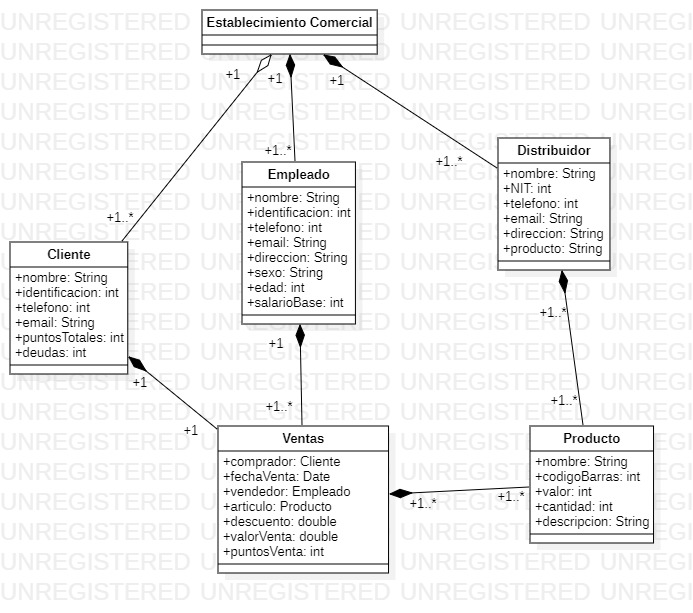 Establecimiento Comercial
+1
+1
+1
+1..*
+1..*
+1..*
Distribuidor
+nombre: String
+NIT: int
+telefono: int
+email: String
+direccion: String
+producto: String
Empleado
+nombre: String
+identificacion: int
+telefono: int
+email: String
+direccion: String
+sexo: String
+edad: int
+salarioBase: int
Cliente
+nombre: String
+identificacion: int
+telefono: int
+email: String
+puntosTotales: int
+deudas: int
+1..*
+1
+1
+1..*
+1..*
+1
Ventas
+comprador: Cliente
+fechaVenta: Date
+vendedor: Empleado
+articulo: Producto
+descuento: double
+valorVenta: double
+puntosVenta: int
+1..*
+1..*
Producto
+nombre: String
+codigoBarras: int
+valor: int
+cantidad: int
+descripcion: String
UNREGISTERED UNREGISTERED UNREGISTERED